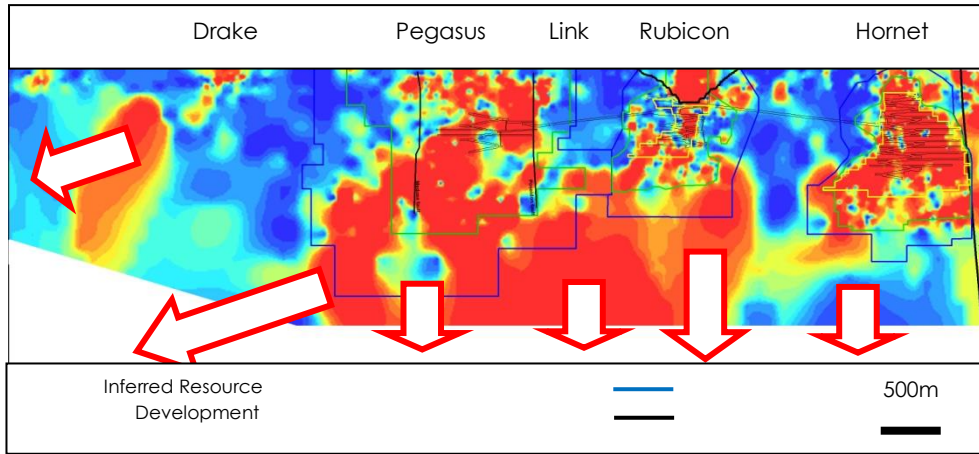 Drake Pegasus Link Rubicon Hornet
Inferred Resource 500m
Development